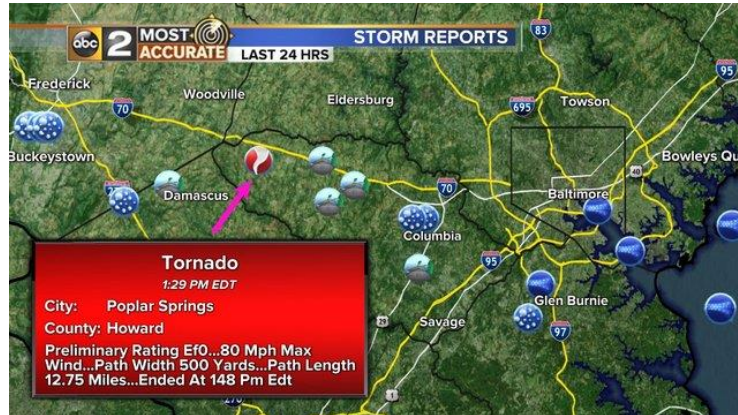 abc 2 MOST ACCURATE
STORM REPORTS
LAST 24 HRS
83
95
Frederick
Woodville
Eldersburg
70
695
Towson
Buckeystown
Bowleys Qu
40
Damascus
70
Baltimore
Columbia
95
Glen Burnie
29
Savage
97
1
270
Tornado
1:29 PM EDT
City: Poplar Springs
County: Howard
Preliminary Rating Ef0...80 Mph Max
Wind...Path Width 500 Yards...Path Length
12.75 Miles...Ended At 148 Pm Edt